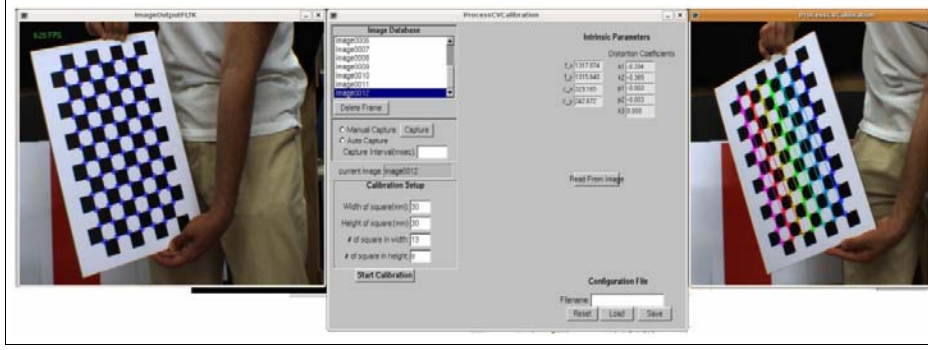 ImageOutputFLTK
ProcessCVCalibration
ProcessCVCalibration
Image Database
image0006
image0007
image0008
image0009
image0010
image0011
image0012
Delete Frame
Manual Capture Capture
Auto Capture
Capture Interval(msec):
current image: image0012
Calibration Setup
Width of square(mm): 30
Height of square(mm): 30
# of square in width: 13
# of square in height:
Start Calibration
Intrinsic Parameters
Distortion Coefficients
k3 0.000
Read From Image
Configuration File
Filename:
Reset Load Save